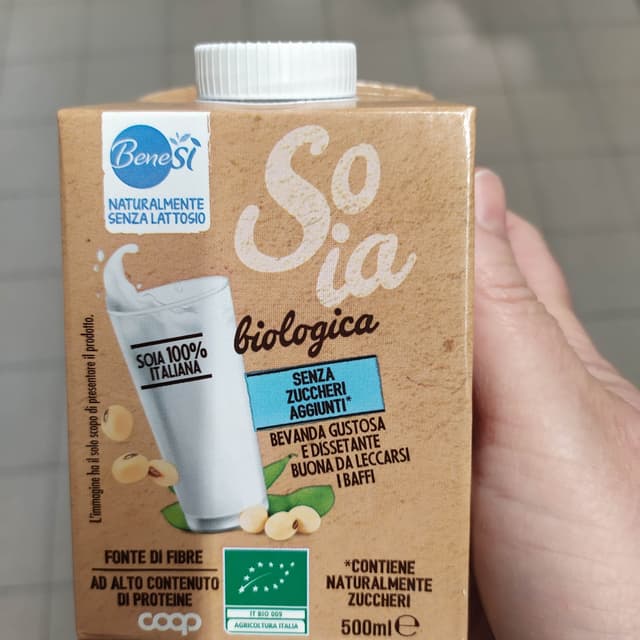 BeneSì
NATURALMENTE
SENZA LATTOSIO
Soia
biologica
SOIA 100%
ITALIANA
SENZA
ZUCCHERI
AGGIUNTI*
BEVANDA GUSTOSA
E DISSETANTE
BUONA DA LECCARSI
I BAFFI
L'immagine ha il solo scopo di presentare il prodotto.
FONTE DI FIBRE
AD ALTO CONTENUTO
DI PROTEINE
coop
IT BIO 009
AGRICOLTURA ITALIA
*CONTIENE
NATURALMENTE
ZUCCHERI
500ml e